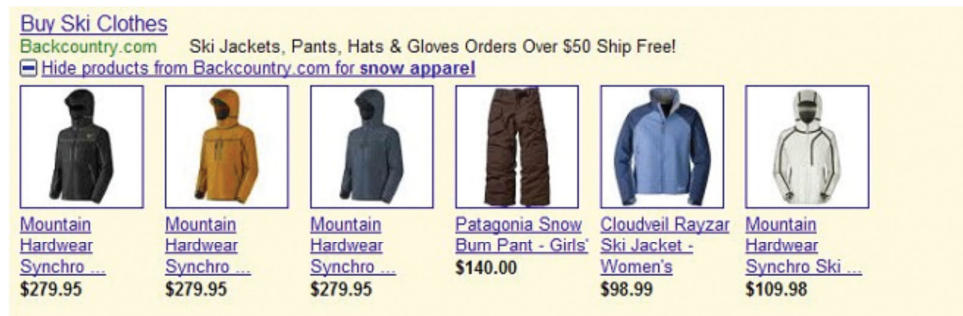 Buy Ski Clothes
Backcountry.com Ski Jackets, Pants, Hats & Gloves Orders Over $50 Ship Free!
Hide products from Backcountry.com for snow apparel
Mountain
Hardwear
Synchro ...
$279.95
Mountain
Hardwear
Synchro ...
$279.95
Mountain
Hardwear
Synchro ...
$279.95
Patagonia Snow
Bum Pant - Girls'
$140.00
Cloudveil Rayzar
Ski Jacket -
Women's
$98.99
Mountain
Hardwear
Synchro Ski ...
$109.98